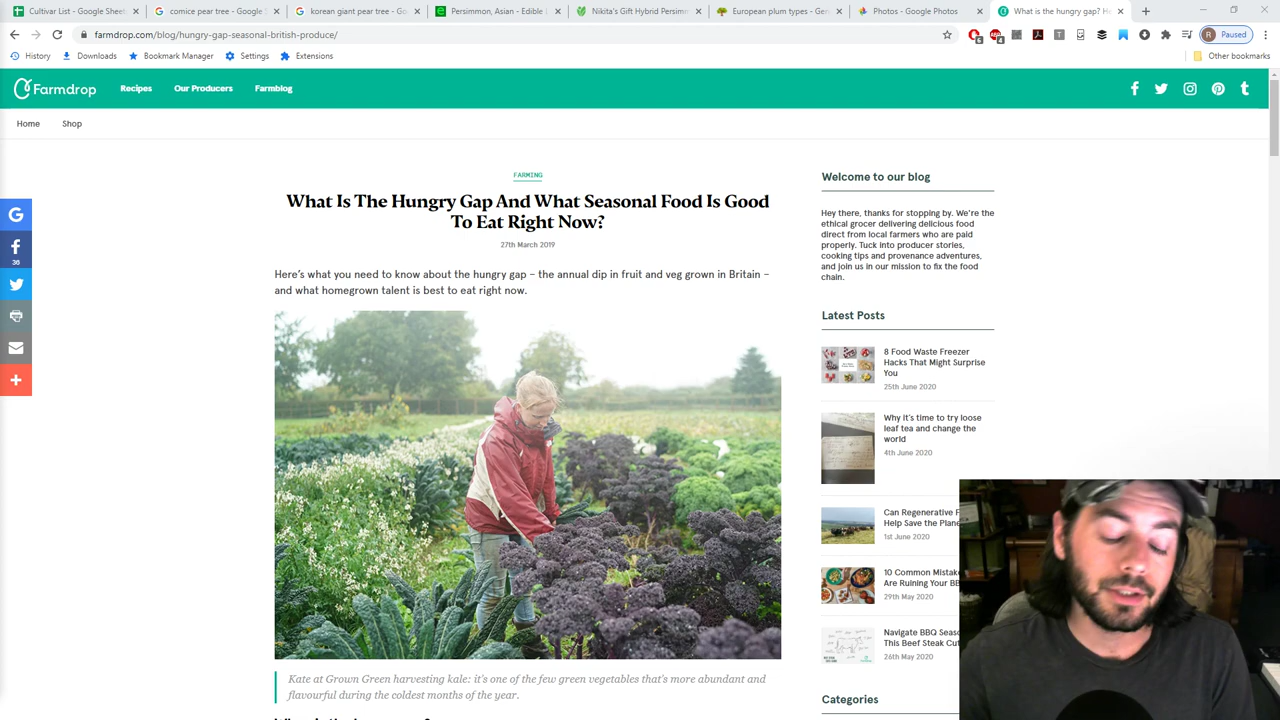 Cultivar List - Google Sheet
comice pear tree - Google S
korean giant pear tree - Go
Persimmon, Asian - Edible L
Nikita's Gift Hybrid Persimm
European plum types - Ger
Photos - Google Photos
What is the hungry gap? He
farmdrop.com/blog/hungry-gap-seasonal-british-produce/
6
4
R
Paused
History
Downloads
Bookmark Manager
Settings
Extensions
Other bookmarks
Farmdrop
Recipes
Our Producers
Farmblog
Home
Shop
FARMING
What Is The Hungry Gap And What Seasonal Food Is Good
To Eat Right Now?
27th March 2019
Here's what you need to know about the hungry gap – the annual dip in fruit and veg grown in Britain –
and what homegrown talent is best to eat right now.
36
Kate at Grown Green harvesting kale: it's one of the few green vegetables that's more abundant and
flavourful during the coldest months of the year.
Welcome to our blog
Hey there, thanks for stopping by. We're the
ethical grocer delivering delicious food
direct from local farmers who are paid
properly. Tuck into producer stories,
cooking tips and provenance adventures,
and join us in our mission to fix the food
chain.
Latest Posts
8 Food Waste Freezer
Hacks That Might Surprise
You
25th June 2020
Why it's time to try loose
leaf tea and change the
world
4th June 2020
Can Regenerative F
Help Save the Plane
1st June 2020
10 Common Mistake
Are Ruining Your BB
29th May 2020
Navigate BBQ Seaso
This Beef Steak Cut
26th May 2020
Categories